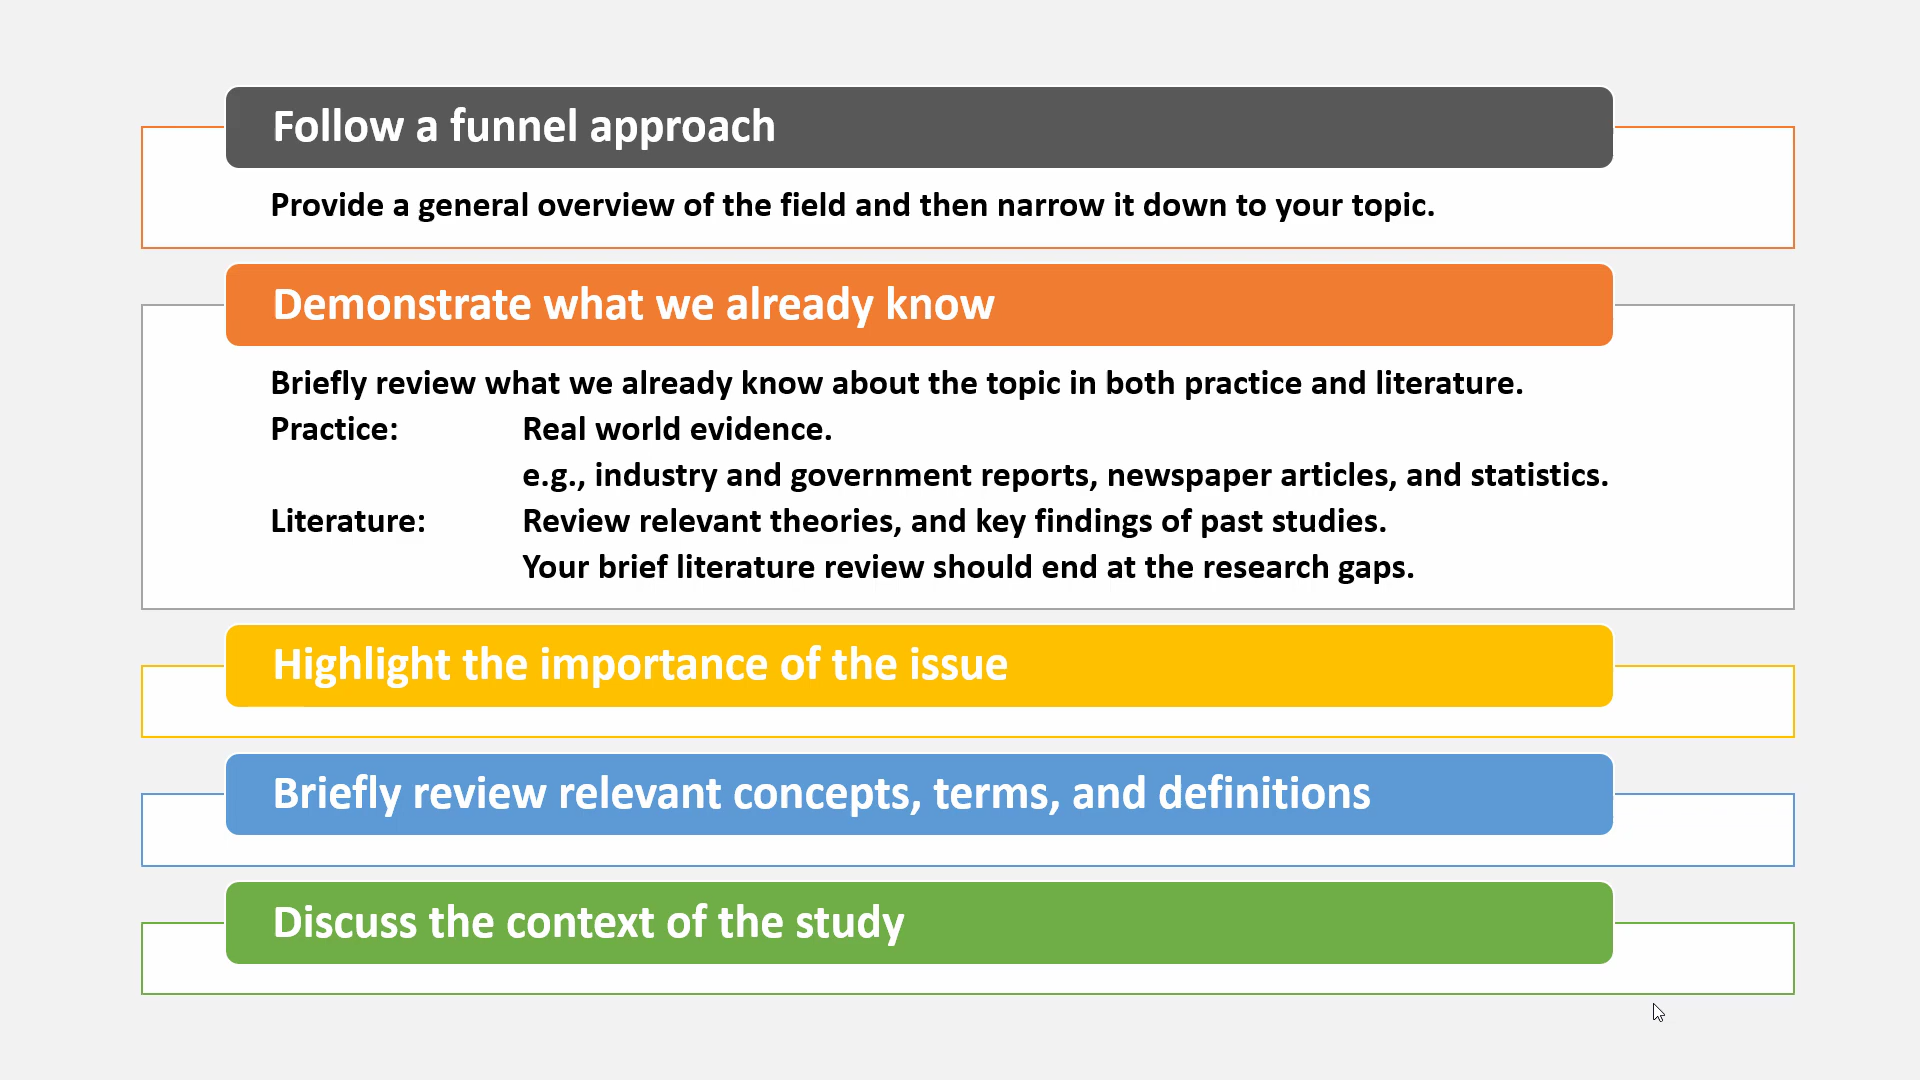 Follow a funnel approach
Provide a general overview of the field and then narrow it down to your topic.
Demonstrate what we already know
Briefly review what we already know about the topic in both practice and literature.
Practice: Real world evidence.
e.g., industry and government reports, newspaper articles, and statistics.
Literature: Review relevant theories, and key findings of past studies.
Your brief literature review should end at the research gaps.
Highlight the importance of the issue
Briefly review relevant concepts, terms, and definitions
Discuss the context of the study